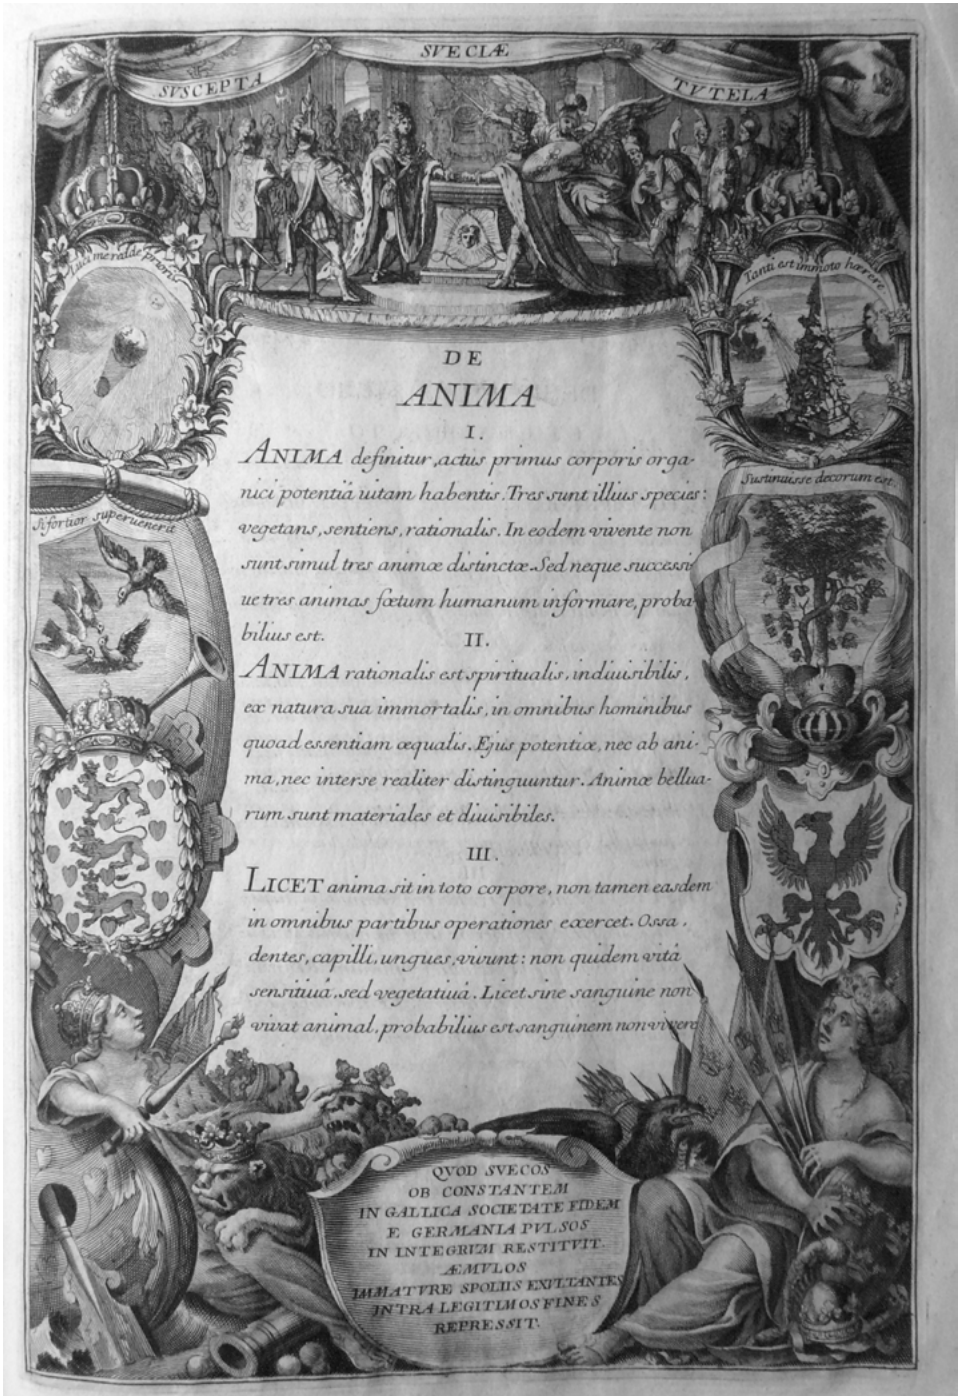 SVSCEPTA
SVECIÆ
TVTELA
Tanti est immoto hærere
Sustinuisse decorum est.
Si fortior superuenerit
DE
ANIMA
I.
ANIMA definitur, actus primus corporis orga-
nici potentiâ uitam habentis. Tres sunt illius species:
vegetans, sentiens, rationalis. In eodem vivente non
sunt simul tres animæ distinctæ. Sed neque successi
ue tres animas fœtum humanum informare, proba-
bilius est.
II.
ANIMA rationalis est spiritualis, indiuisibilis,
ex natura sua immortalis, in omnibus hominibus
quoad essentiam æqualis. Ejus potentiæ, nec ab ani-
ma, nec inter se realiter distinguuntur. Animæ bellua-
rum sunt materiales et diuisibiles.
III.
LICET anima sit in toto corpore, non tamen easdem
in omnibus partibus operationes exercet. Ossa,
dentes, capilli, ungues, vivunt: non quidem vitâ
sensitiuâ, sed vegetatiuâ. Licet sine sanguine non
vivat animal, probabilius est sanguinem non vivere
QVOD SVECOS
OB CONSTANTEM
IN GALLICA SOCIETATE FIDEM
E GERMANIA PVLSOS
IN INTEGRVM RESTITVIT.
ÆMVLOS
IMMATVRE SPOLIIS EXVLTANTES
INTRA LEGITIMOS FINES
REPRESSIT.